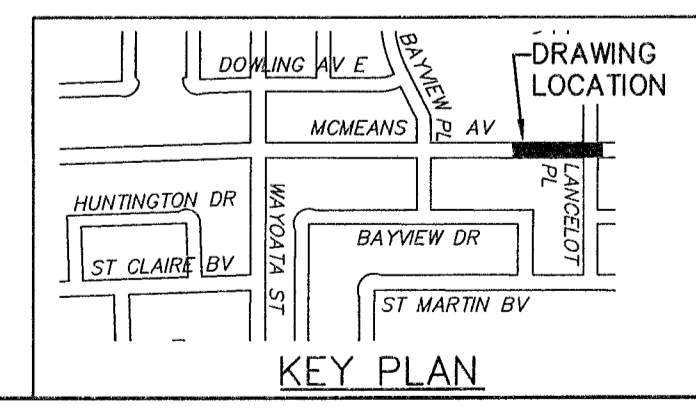 DOWLING AV E
BAYVIEW PL
DRAWING
LOCATION
MCMEANS AV
LANCELOT
PL
HUNTINGTON DR
WAYOATA ST
BAYVIEW DR
ST CLAIRE BV
ST MARTIN BV
KEY PLAN